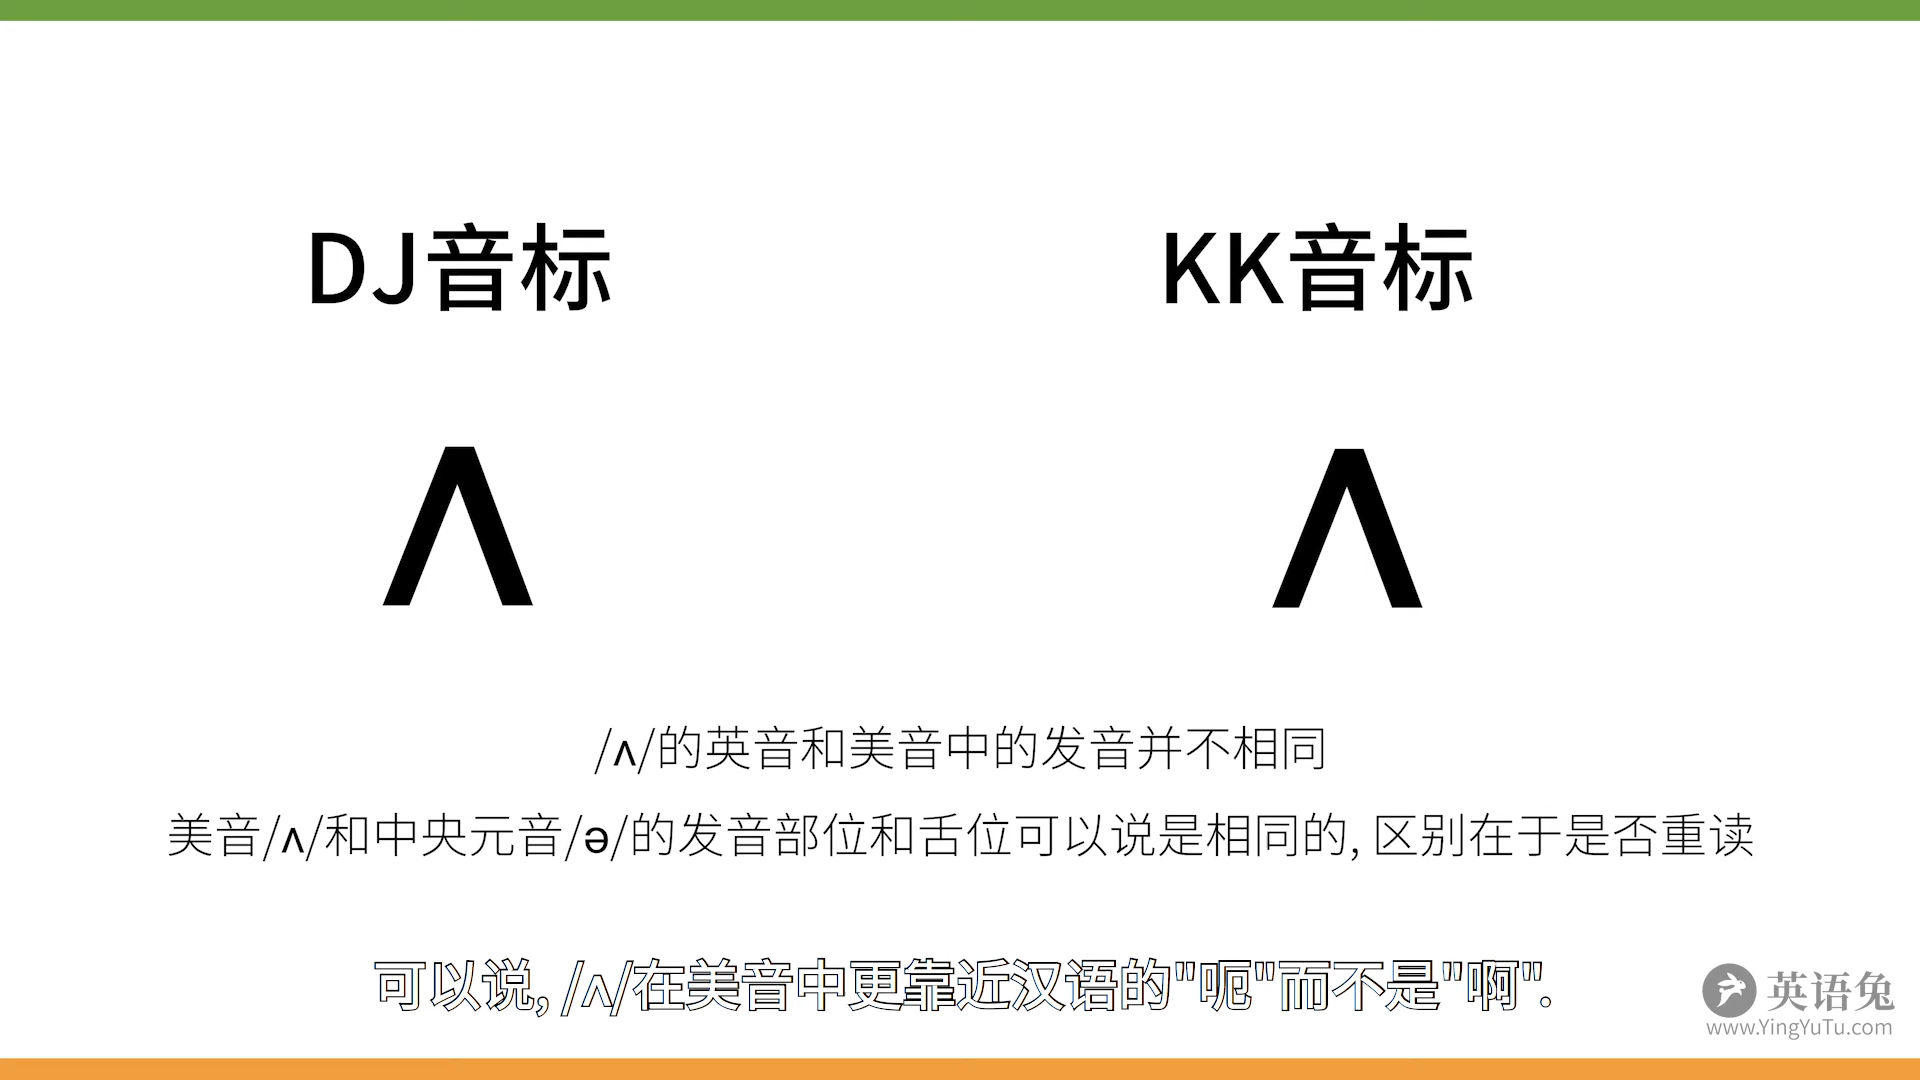 DJ音标
KK音标
ʌ
ʌ
/ʌ/的英音和美音中的发音并不相同
美音/ʌ/和中央元音/ə/的发音部位和舌位可以说是相同的, 区别在于是否重读
可以说, /ʌ/在美音中更靠近汉语的"呃"而不是"啊".
英语兔
www.YingYuTu.com